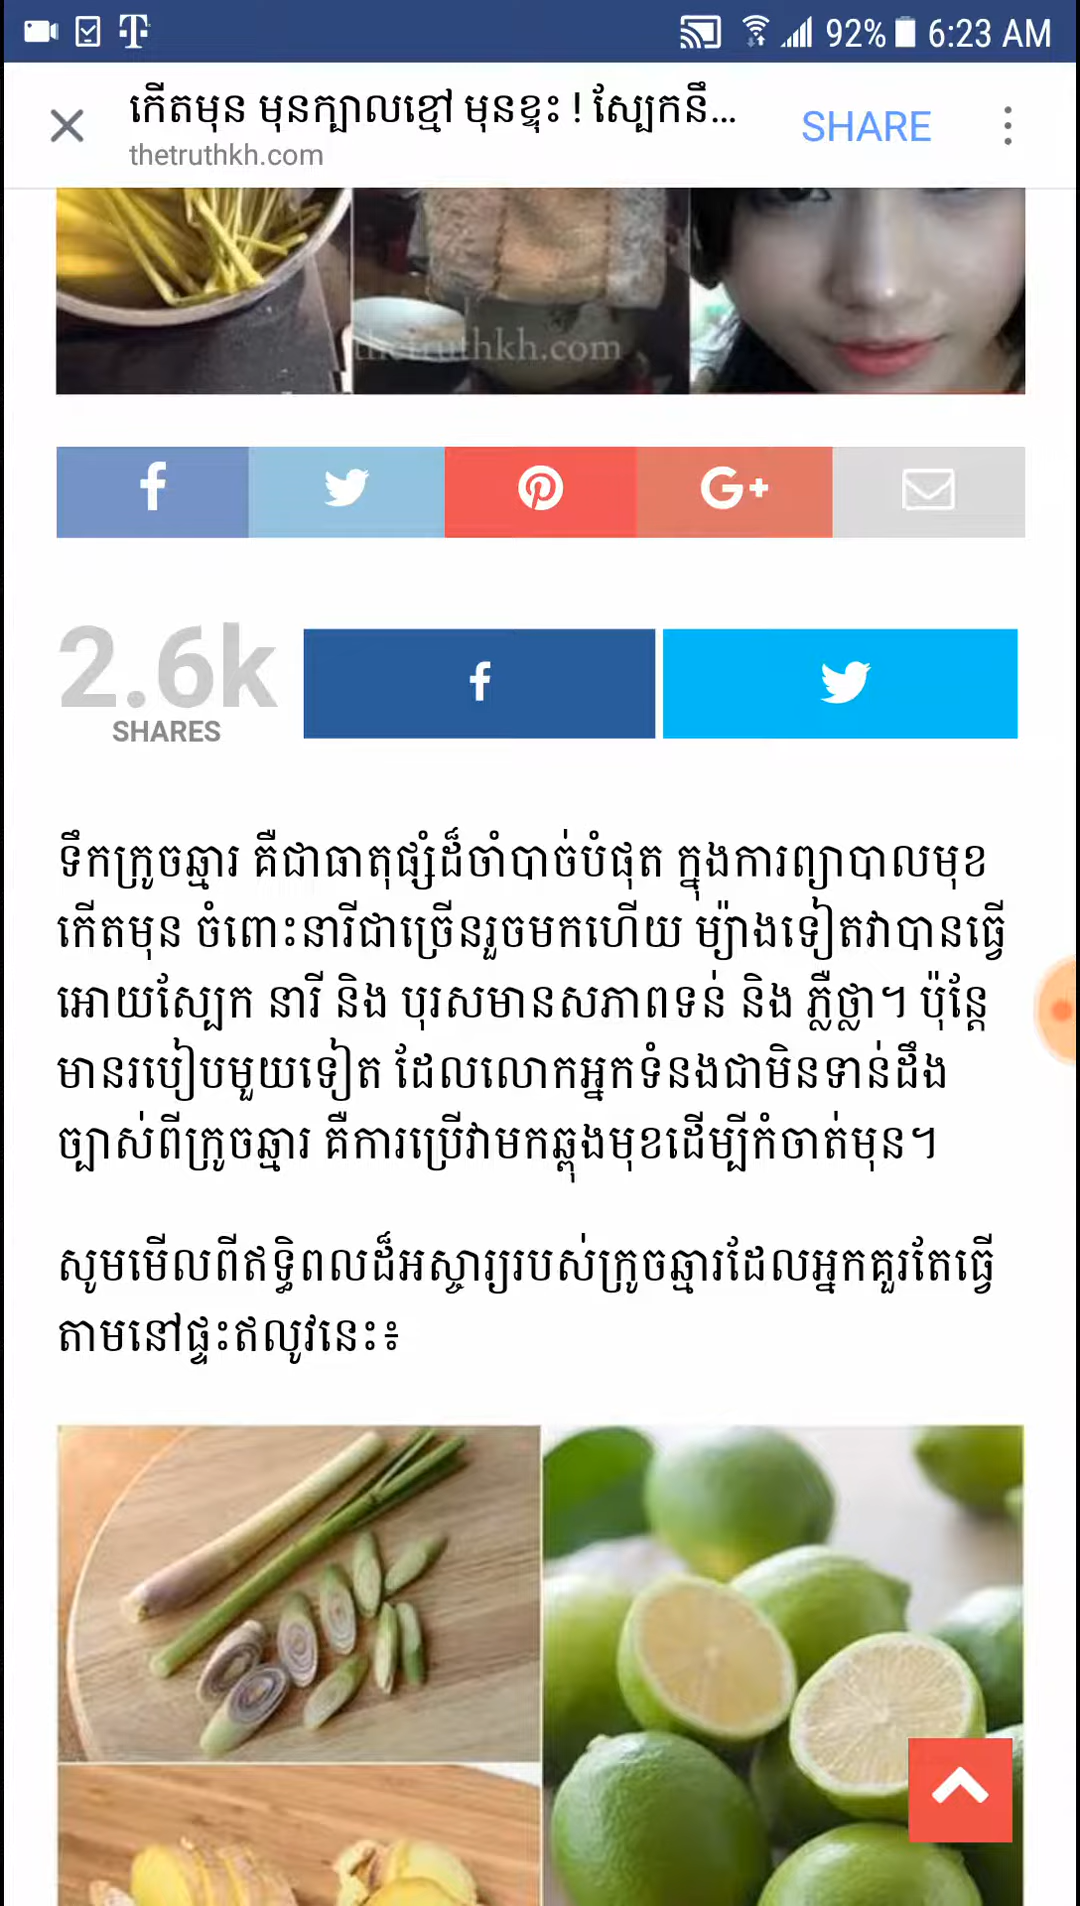 92% 6:23 AM
កើតមុន មុនក្បាលខ្មៅ មុនខ្ទុះ ! ស្បែកនឹ...
SHARE
thetruthkh.com
thetruthkh.com
G+
2.6k
SHARES
ទឹកក្រូចឆ្មារ គឺជាធាតុផ្សំដ៏ចាំបាច់បំផុត ក្នុងការព្យាបាលមុខ
កើតមុន ចំពោះនារីជាច្រើនរួចមកហើយ ម្យ៉ាងទៀតវាបានធ្វើ
អោយស្បែក នារី និង បុរសមានសភាពទន់ និង ភ្លឺថ្លា។ ប៉ុន្តែ
មានរបៀបមួយទៀត ដែលលោកអ្នកទំនងជាមិនទាន់ដឹង
ច្បាស់ពីក្រូចឆ្មារ គឺការប្រើវាមកឆ្ពុងមុខដើម្បីកំចាត់មុន។
សូមមើលពីឥទ្ធិពលដ៏អស្ចារ្យរបស់ក្រូចឆ្មារដែលអ្នកគួរតែធ្វើ
តាមនៅផ្ទះឥលូវនេះ៖